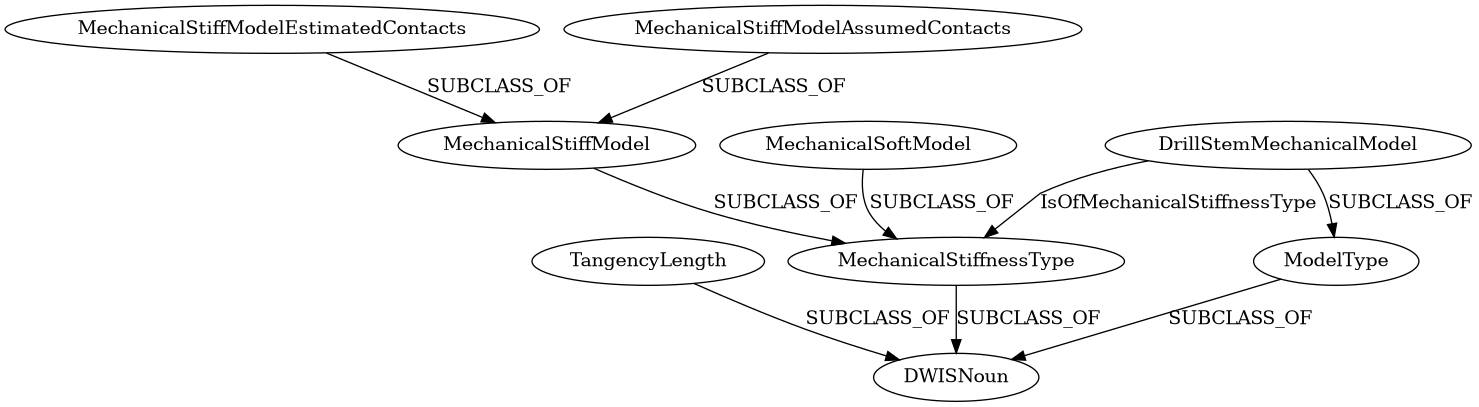 MechanicalStiffModelEstimatedContacts
MechanicalStiffModelAssumedContacts
SUBCLASS_OF
SUBCLASS_OF
MechanicalStiffModel
MechanicalSoftModel
DrillStemMechanicalModel
SUBCLASS_OF
SUBCLASS_OF
IsOfMechanicalStiffnessType
SUBCLASS_OF
TangencyLength
MechanicalStiffnessType
ModelType
SUBCLASS_OF
SUBCLASS_OF
SUBCLASS_OF
DWISNoun